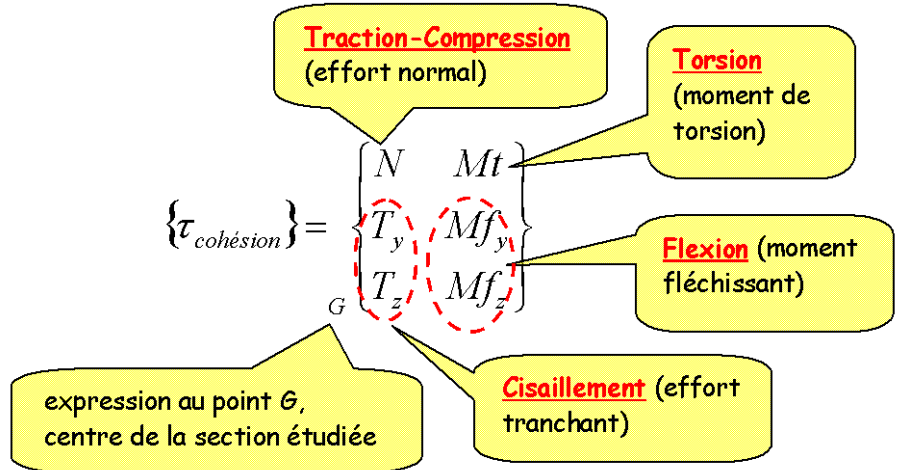 Traction-Compression
(effort normal)
Torsion
(moment de
torsion)
N Mt
{τcohésion}= Ty Mfy
Tz Mfz
G
Flexion (moment
fléchissant)
Cisaillement (effort
tranchant)
expression au point G,
centre de la section étudiée